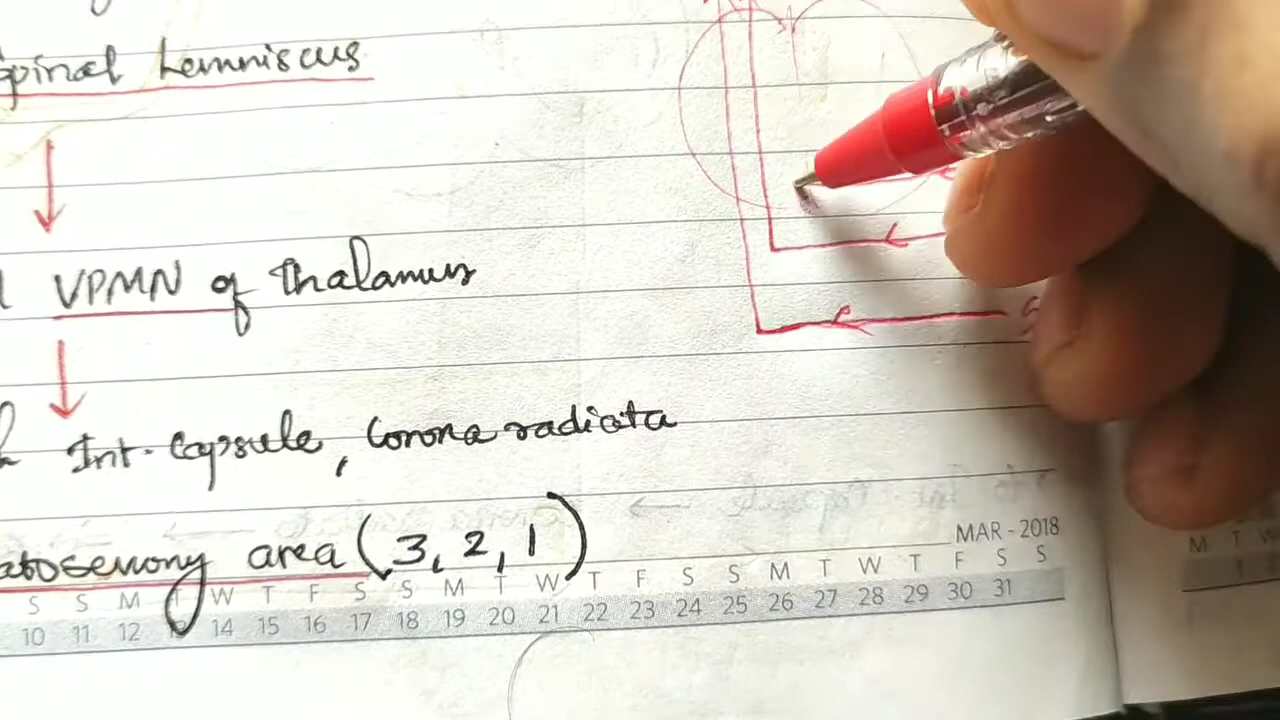 Spinal Lemniscus
VPMN of thalamus
Int. Capsule, Corona radiata
area (3, 2, 1)
MAR - 2018
S S M T W T F S S M T W T F S S M T W T F S S
10 11 12 13 14 15 16 17 18 19 20 21 22 23 24 25 26 27 28 29 30 31
M T W